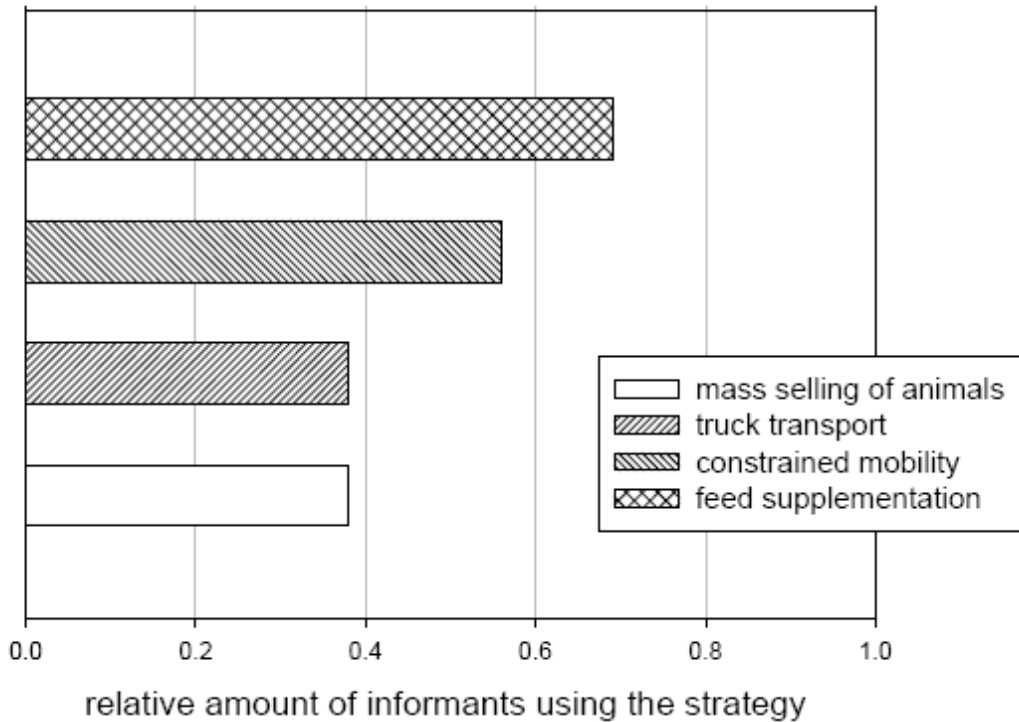 mass selling of animals
truck transport
constrained mobility
feed supplementation
0.0 0.2 0.4 0.6 0.8 1.0
relative amount of informants using the strategy